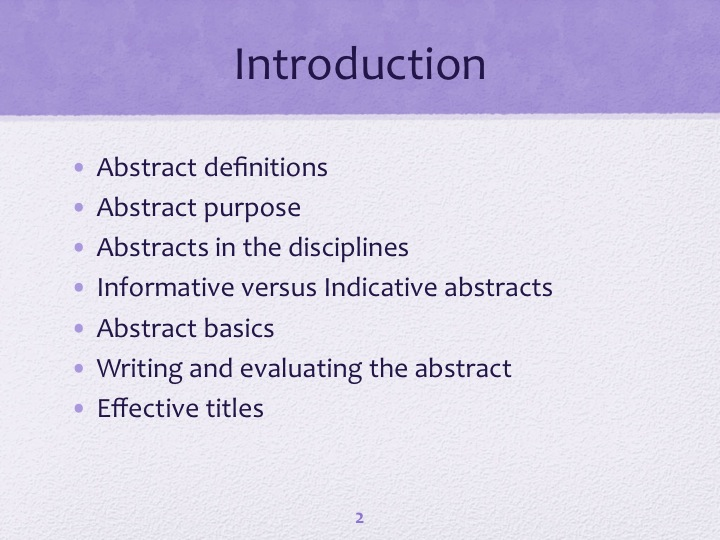 Introduction
• Abstract definitions
• Abstract purpose
• Abstracts in the disciplines
• Informative versus Indicative abstracts
• Abstract basics
• Writing and evaluating the abstract
• Effective titles
2